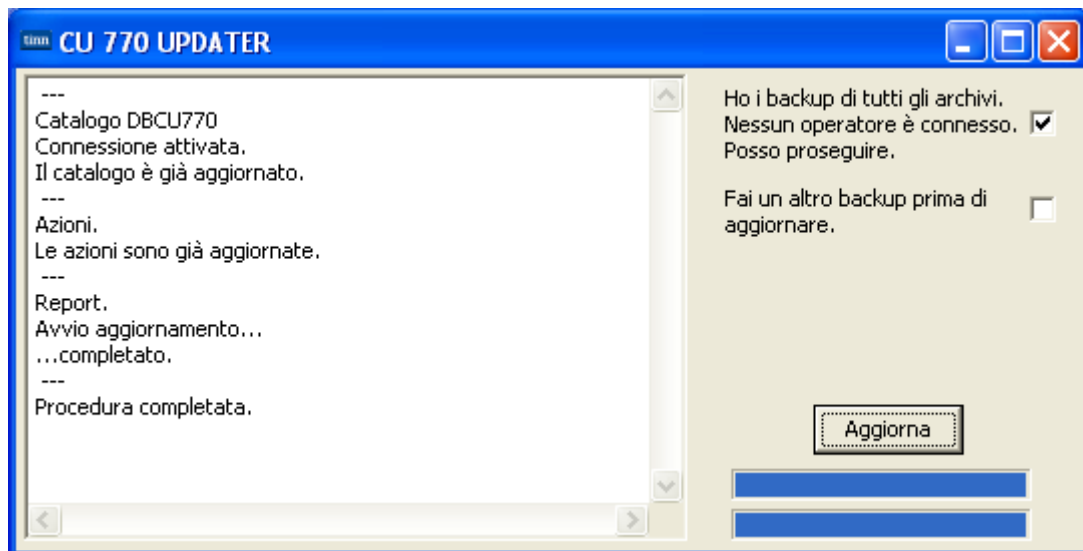 tinn CU 770 UPDATER
---
Catalogo DBCU770
Connessione attivata.
Il catalogo è già aggiornato.
---
Azioni.
Le azioni sono già aggiornate.
---
Report.
Avvio aggiornamento...
...completato.
---
Procedura completata.
Ho i backup di tutti gli archivi.
Nessun operatore è connesso.
Posso proseguire.
Fai un altro backup prima di
aggiornare.
Aggiorna